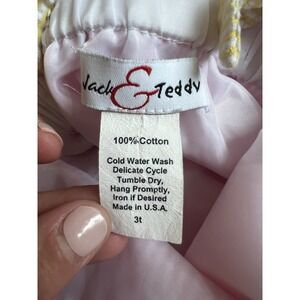 Jack & Teddy
100% Cotton
Cold Water Wash
Delicate Cycle
Tumble Dry,
Hang Promptly,
Iron if Desired
Made in U.S.A.
3t